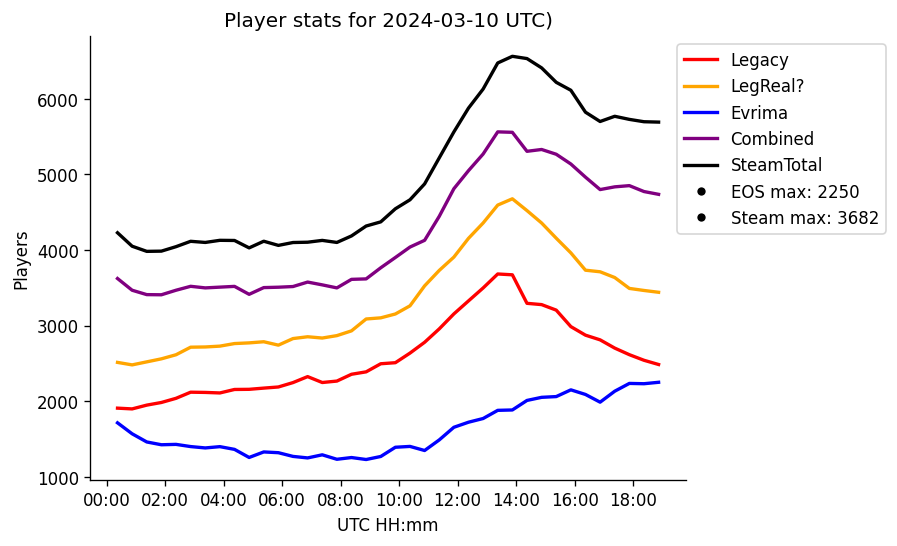 Player stats for 2024-03-10 UTC)
Players
6000
5000
4000
3000
2000
1000
00:00 02:00 04:00 06:00 08:00 10:00 12:00 14:00 16:00 18:00
UTC HH:mm
Legacy
LegReal?
Evrima
Combined
SteamTotal
EOS max: 2250
Steam max: 3682